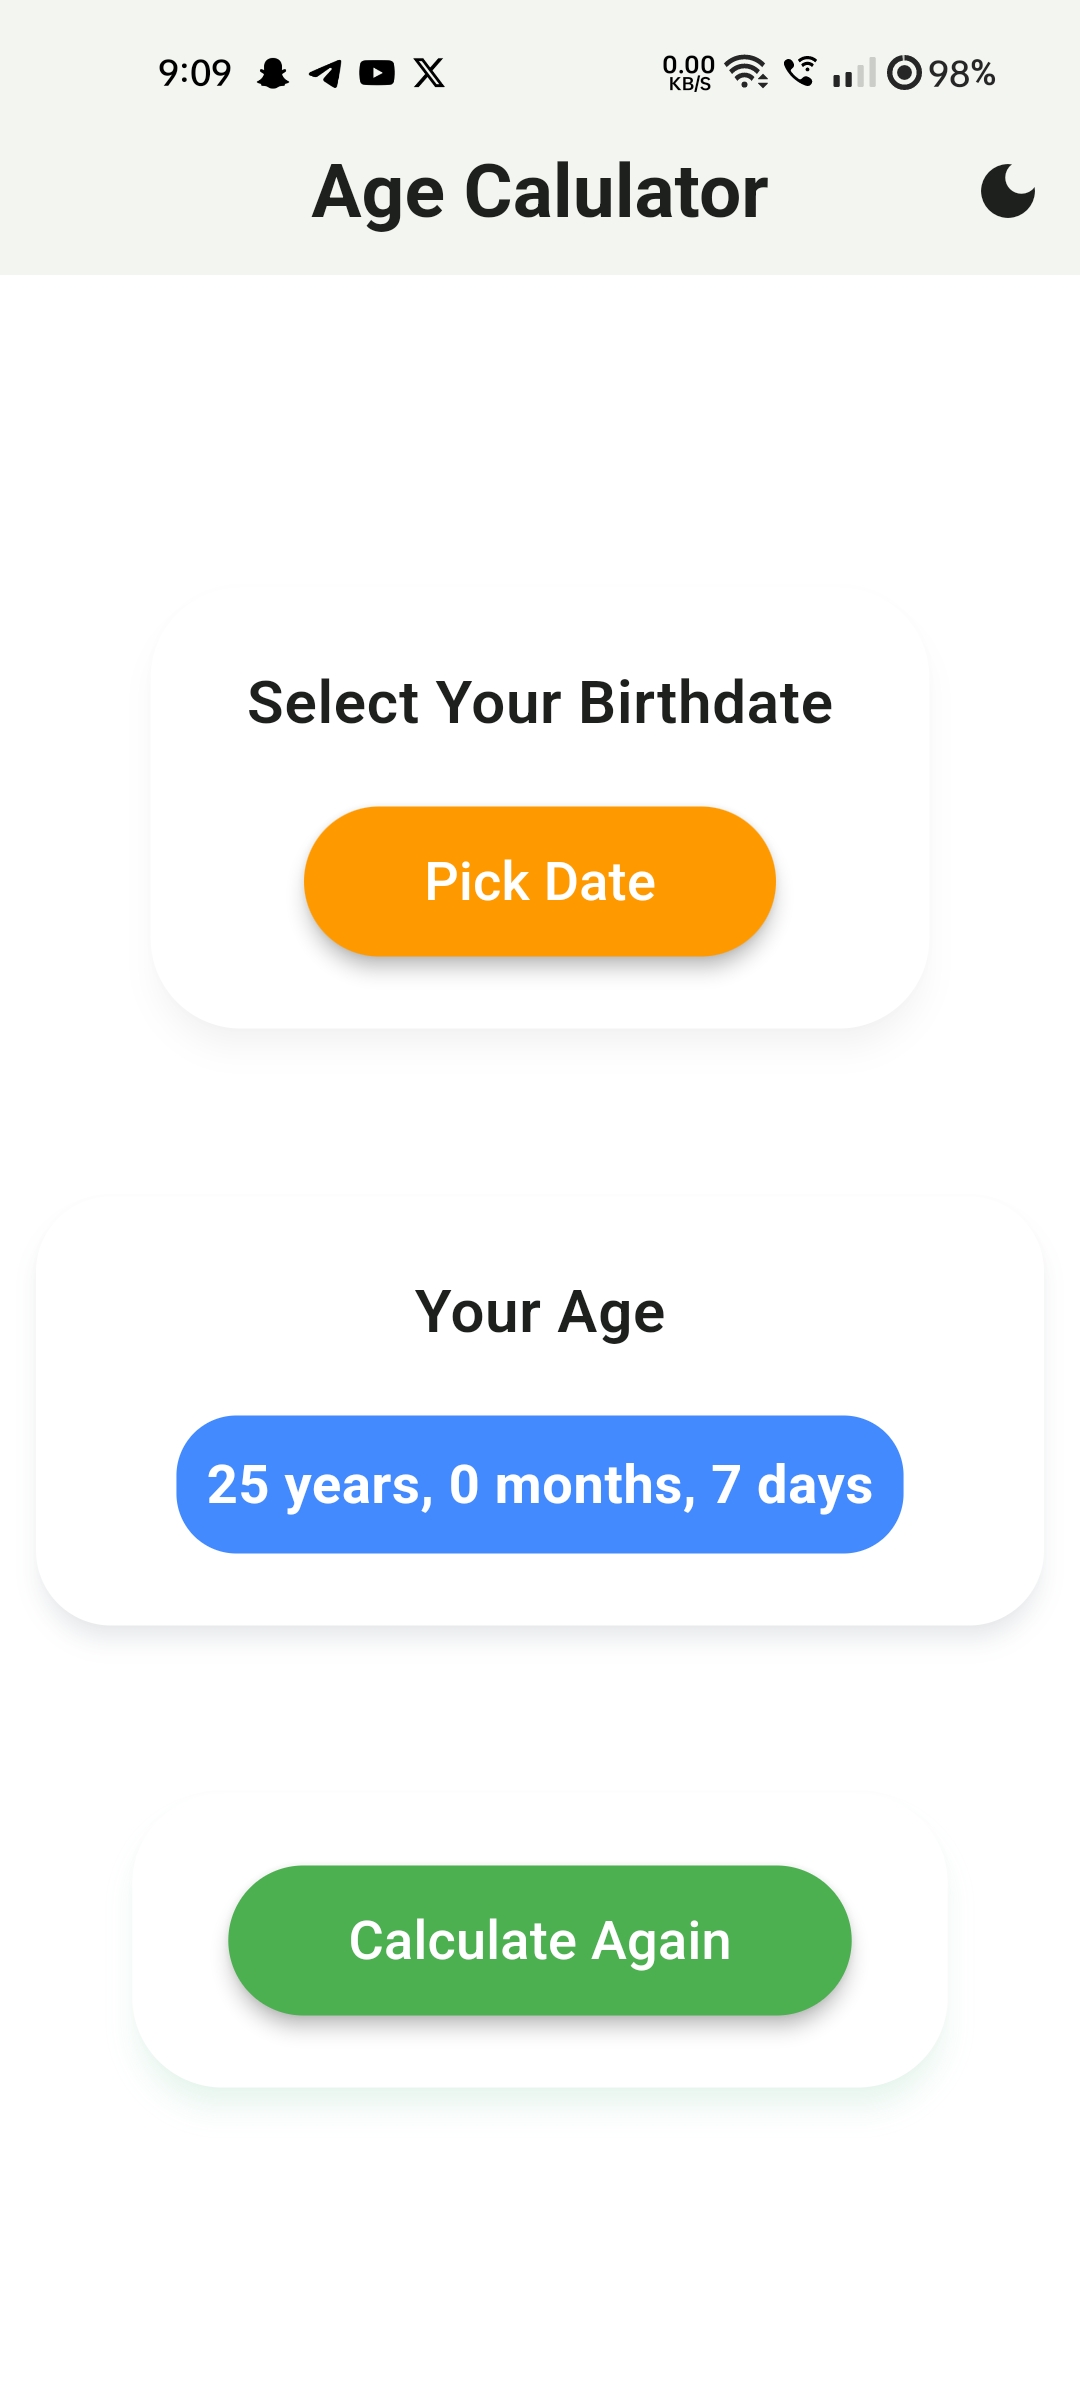 9:09 0.00 KB/S 98%
Age Calulator
Select Your Birthdate
Pick Date
Your Age
25 years, 0 months, 7 days
Calculate Again